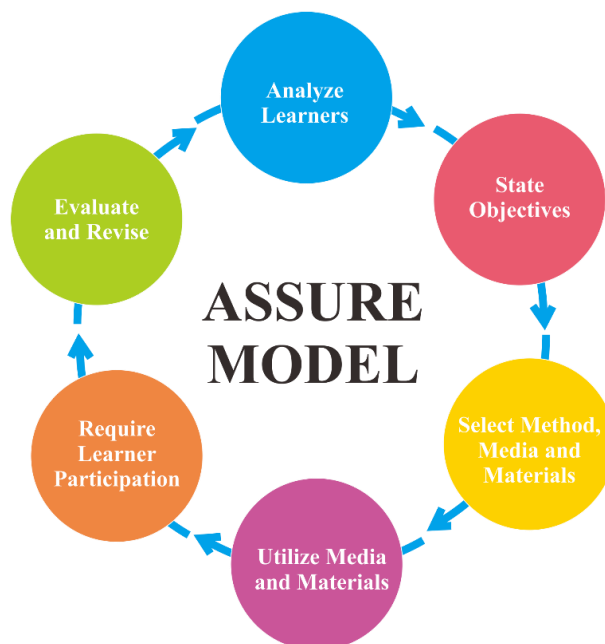 Analyze
Learners
State
Objectives
Select Method,
Media and
Materials
Utilize Media
and Materials
Require
Learner
Participation
Evaluate
and Revise
ASSURE
MODEL